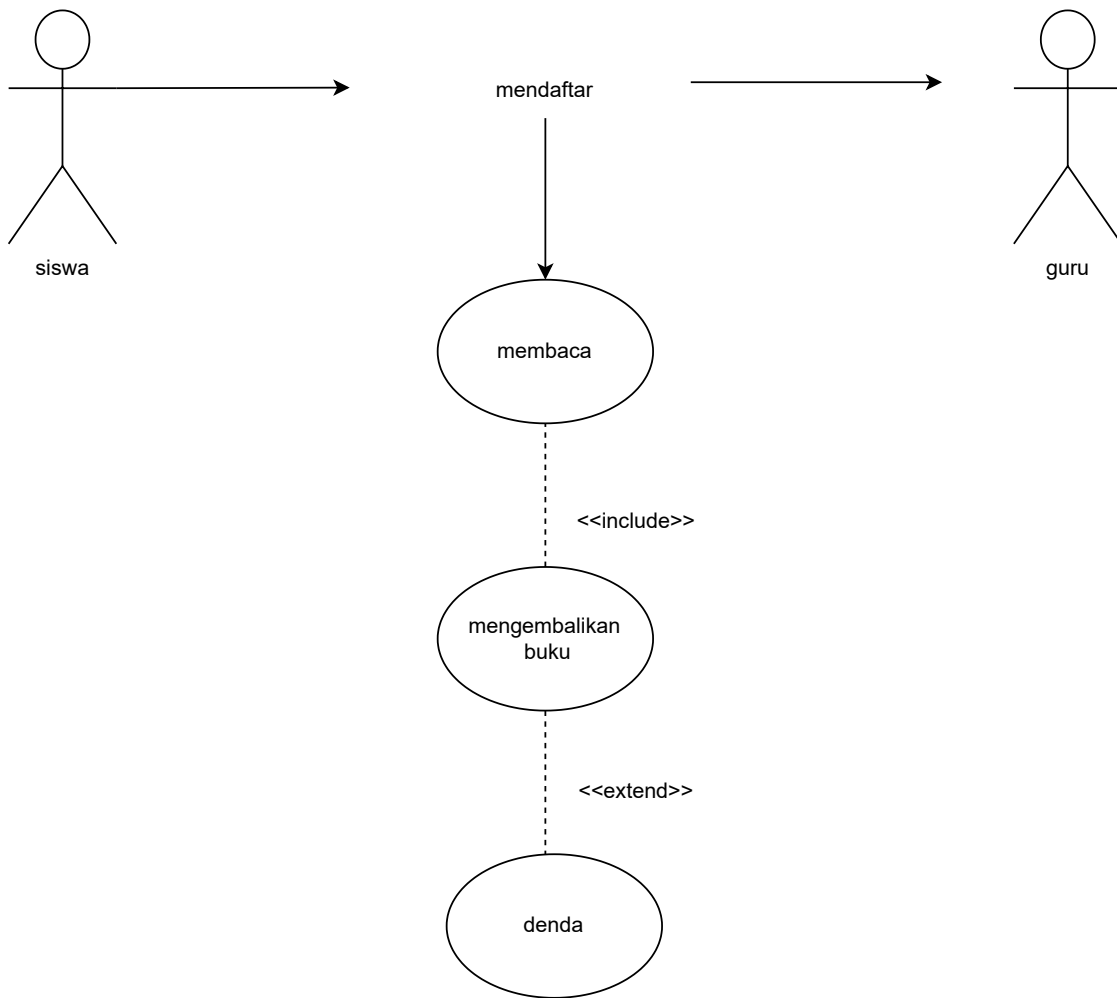 mendaftar
siswa
guru
membaca
<<include>>
mengembalikan
buku
<<extend>>
denda